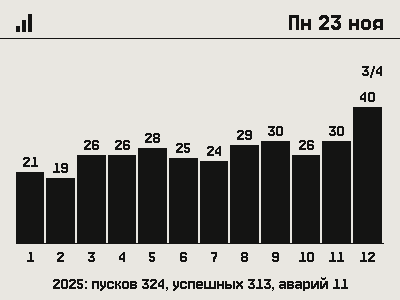 Пн 23 ноя
3/4
21 19 26 26 28 25 24 29 30 26 30 40
1 2 3 4 5 6 7 8 9 10 11 12
2025: пусков 324, успешных 313, аварий 11